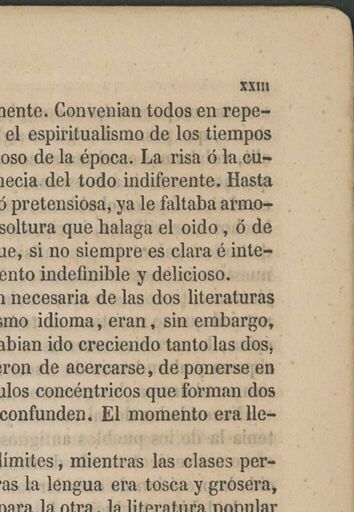 XXIII
nente. Convenian todos en repe-
el espiritualismo de los tiempos
oso de la época. La risa ó la cu-
necia del todo indiferente. Hasta
ó pretensiosa, ya le faltaba armo-
soltura que halaga el oido, ó de
ue, si no siempre es clara é inte-
ento indefinible y delicioso.
n necesaria de las dos literaturas
smo idioma, eran, sin embargo,
abian ido creciendo tanto las dos,
eron de acercarse, de ponerse en
ulos concéntricos que forman dos
confunden. El momento era lle-
límites, mientras las clases per-
ras la lengua era tosca y grosera,
para la otra, la literatura popular